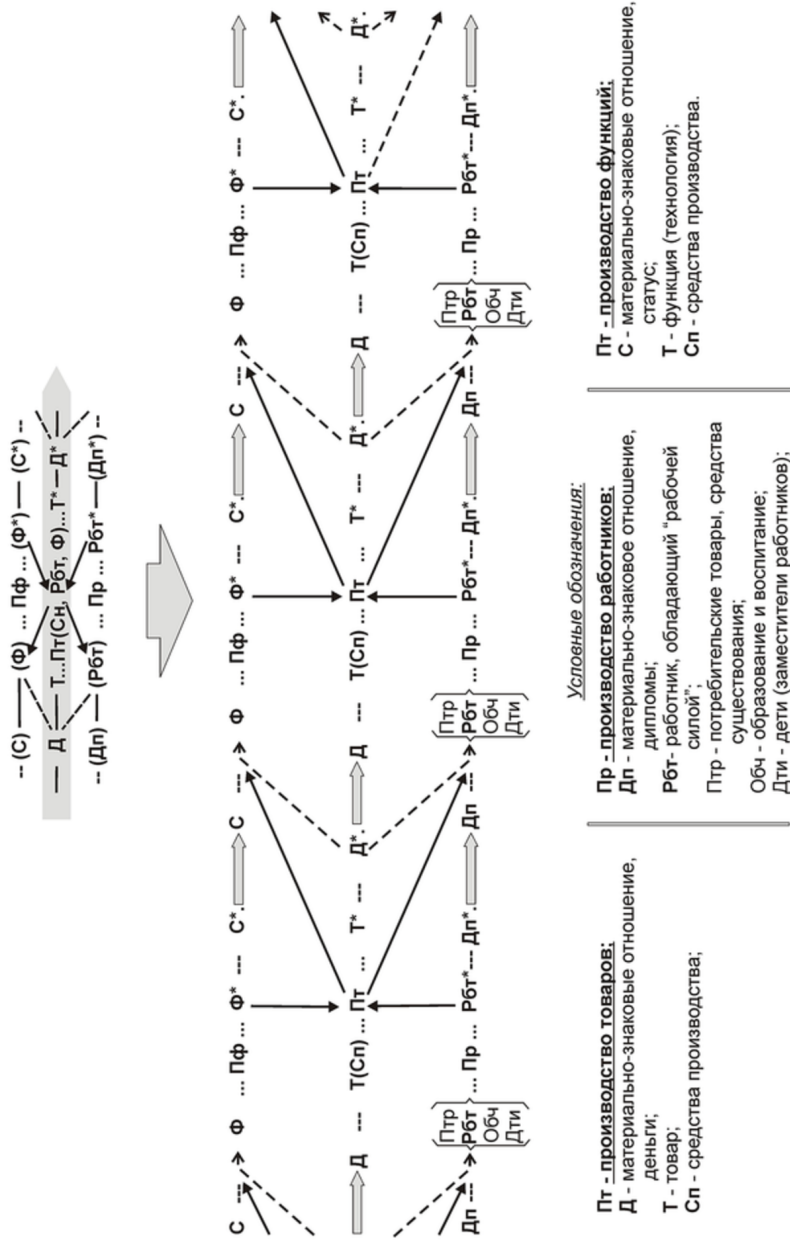 -- (С) — (Ф) ... Пф ... (Ф*) — (С*) --
— Д — Т...Пт(Сн, Рбт, Ф)...Т* — Д* —
-- (Дп) — (Рбт) ... Пр ... Рбт* — (Дп*) --
С ---- Ф ... Пф ... Ф* --- С*. С ---- Ф ... Пф ... Ф* --- С*. С ---- Ф ... Пф ... Ф* --- С*.
Д --- Т(Сп) ... Пт ... Т* --- Д*. Д --- Т(Сп) ... Пт ... Т* --- Д*. Д --- Т(Сп) ... Пт ... Т* --- Д*.
Птр Птр Птр
Дп ---- Рбт ... Пр ... Рбт*---- Дп*. Дп ---- Рбт ... Пр ... Рбт*---- Дп*. Дп ---- Рбт ... Пр ... Рбт*---- Дп*.
Обч Обч Обч
Дти Дти Дти
Условные обозначения:
Пт - производство товаров:
Д - материально-знаковые отношение,
деньги;
Т - товар;
Сп - средства производства;
Пр - производство работников:
Дп - материально-знаковое отношение,
дипломы;
Рбт- работник, обладающий “рабочей
силой”;
Птр - потребительские товары, средства
существования;
Обч - образование и воспитание;
Дти - дети (заместители работников);
Пт - производство функций:
С - материально-знаковые отношение,
статус;
Т - функция (технология);
Сп - средства производства.